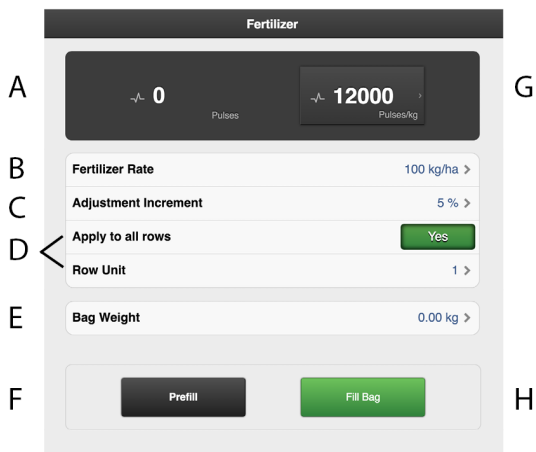 Fertilizer
A
0
Pulses
12000
Pulses/kg
G
B
Fertilizer Rate 100 kg/ha
C
Adjustment Increment 5 %
D
Apply to all rows Yes
Row Unit 1
E
Bag Weight 0.00 kg
F
Prefill
Fill Bag
H